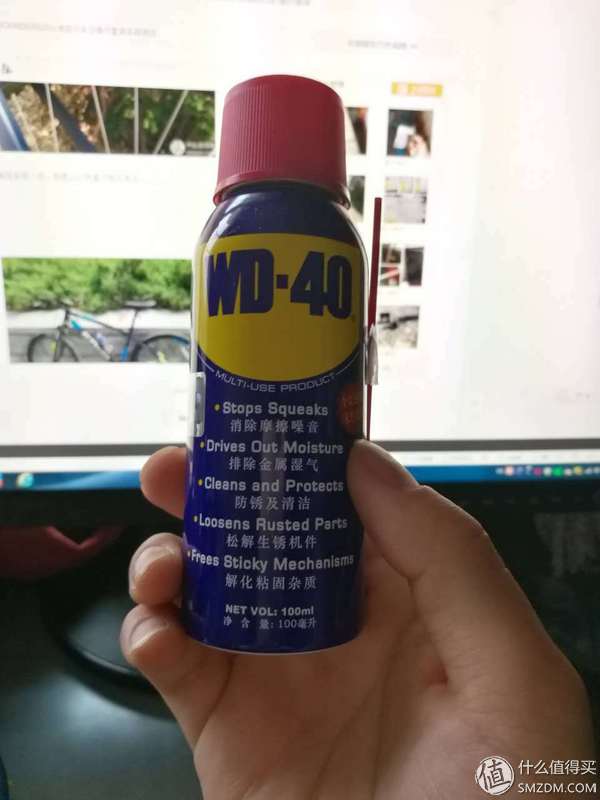 WD-40
MULTI-USE PRODUCT
• Stops Squeaks
消除摩擦噪音
• Drives Out Moisture
排除金属湿气
• Cleans and Protects
防锈及清洁
• Loosens Rusted Parts
松解生锈机件
• Frees Sticky Mechanisms
解化粘固杂质
NET VOL: 100ml
净 含 量: 100毫升
值 什么值得买
SMZDM.COM